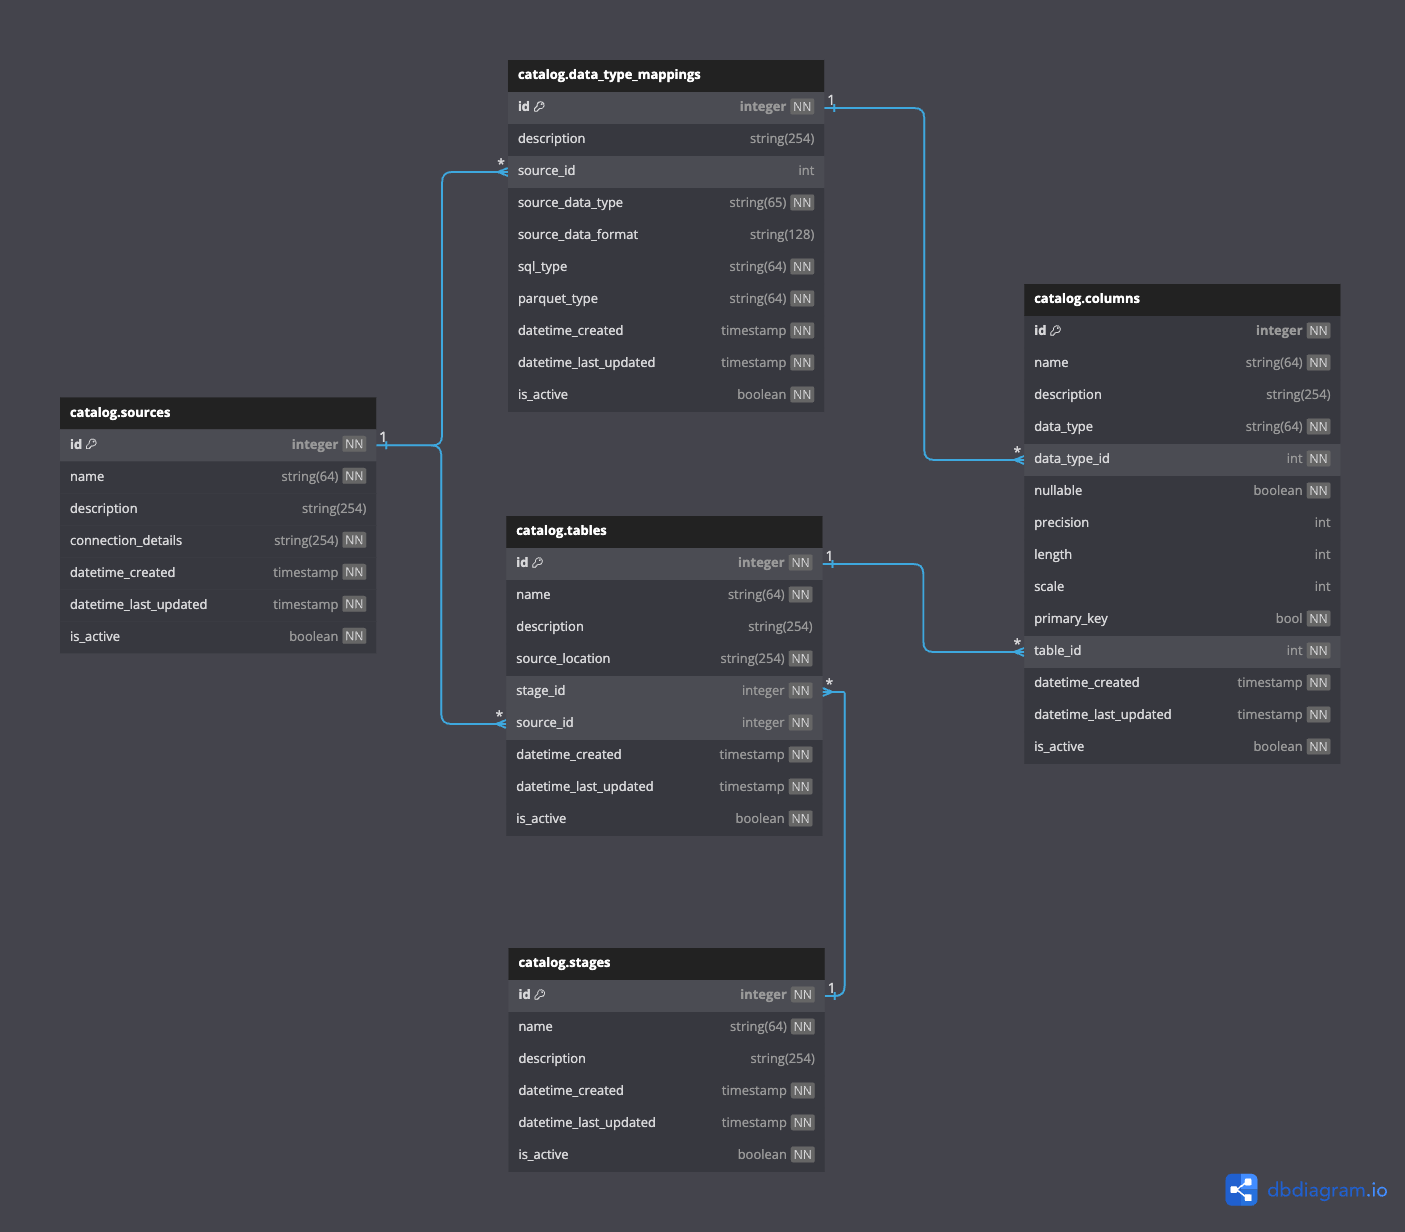 catalog.data_type_mappings
id integer NN
description string(254)
source_id int
source_data_type string(65) NN
source_data_format string(128)
sql_type string(64) NN
parquet_type string(64) NN
datetime_created timestamp NN
datetime_last_updated timestamp NN
is_active boolean NN
1
*
catalog.sources
id integer NN
name string(64) NN
description string(254)
connection_details string(254) NN
datetime_created timestamp NN
datetime_last_updated timestamp NN
is_active boolean NN
1
catalog.tables
id integer NN
name string(64) NN
description string(254)
source_location string(254) NN
stage_id integer NN
source_id integer NN
datetime_created timestamp NN
datetime_last_updated timestamp NN
is_active boolean NN
1
*
*
catalog.columns
id integer NN
name string(64) NN
description string(254)
data_type string(64) NN
data_type_id int NN
nullable boolean NN
precision int
length int
scale int
primary_key bool NN
table_id int NN
datetime_created timestamp NN
datetime_last_updated timestamp NN
is_active boolean NN
*
*
catalog.stages
id integer NN
name string(64) NN
description string(254)
datetime_created timestamp NN
datetime_last_updated timestamp NN
is_active boolean NN
1
dbdiagram.io